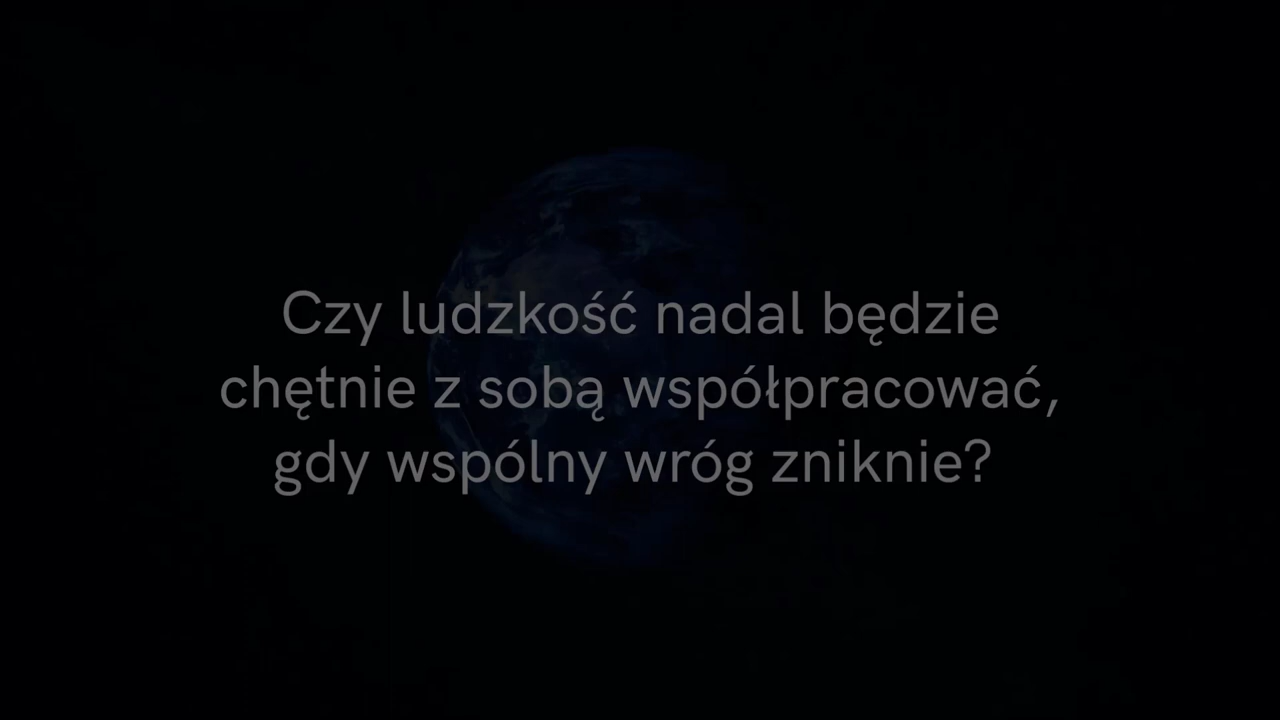 Czy ludzkość nadal będzie
chętnie z sobą współpracować,
gdy wspólny wróg zniknie?